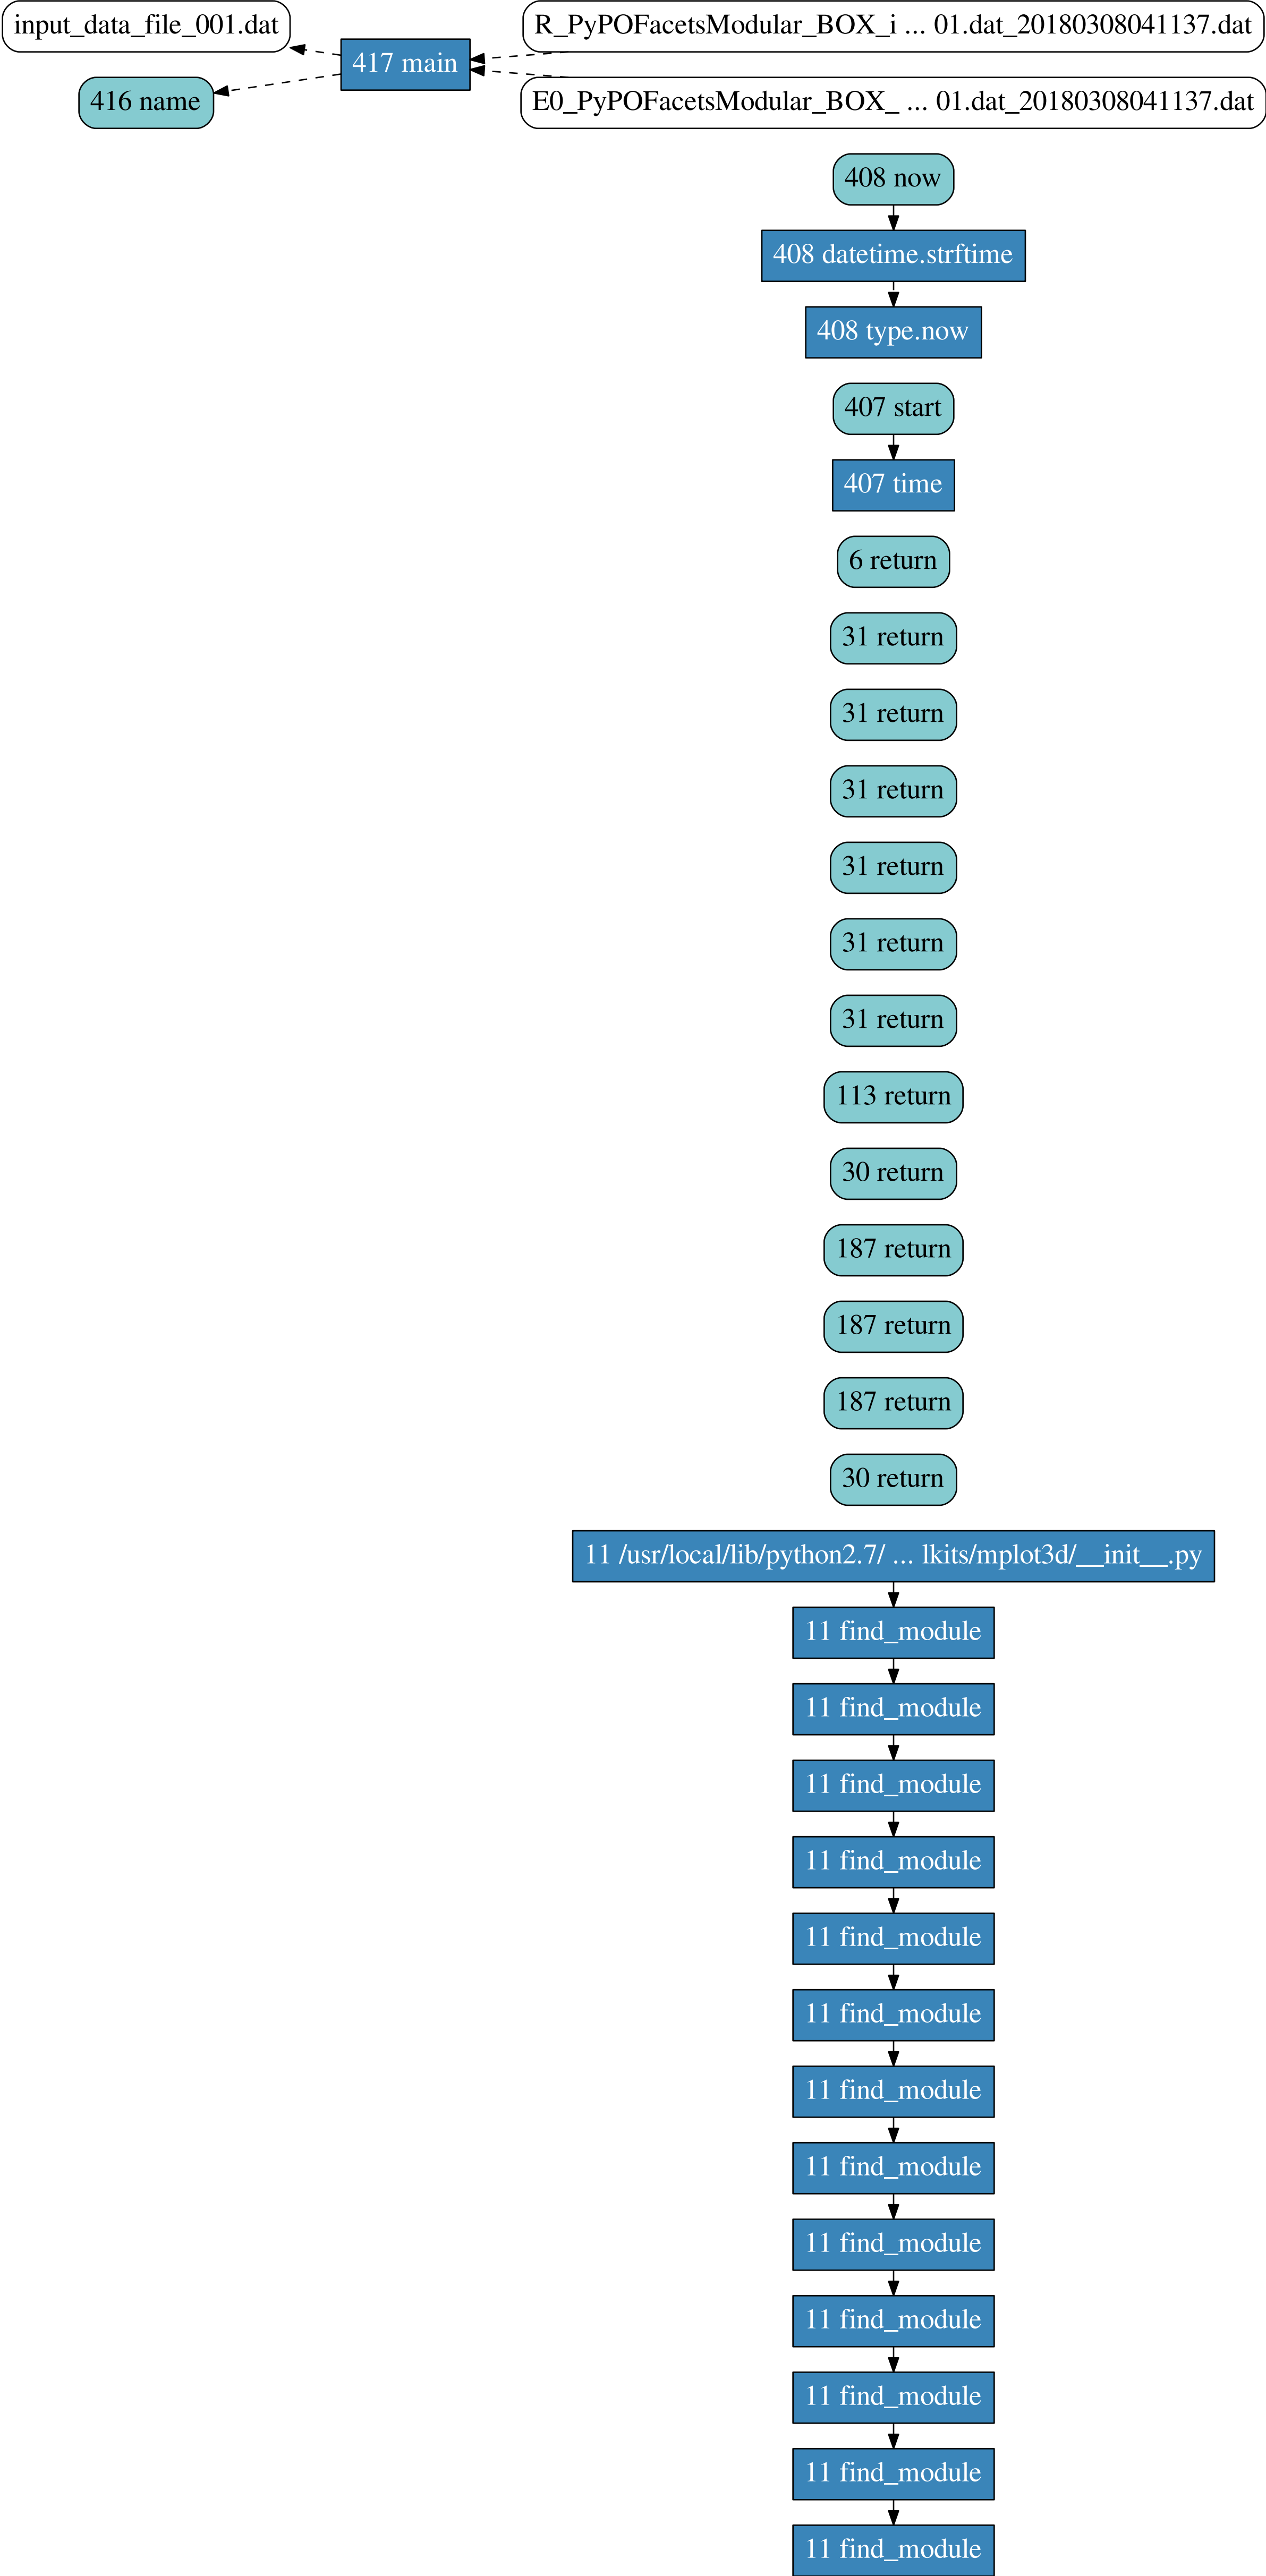 input_data_file_001.dat
417 main
416 name
R_PyPOFacetsModular_BOX_i ... 01.dat_20180308041137.dat
E0_PyPOFacetsModular_BOX_ ... 01.dat_20180308041137.dat
408 now
408 datetime.strftime
408 type.now
407 start
407 time
6 return
31 return
31 return
31 return
31 return
31 return
31 return
113 return
30 return
187 return
187 return
187 return
30 return
11 /usr/local/lib/python2.7/ ... lkits/mplot3d/__init__.py
11 find_module
11 find_module
11 find_module
11 find_module
11 find_module
11 find_module
11 find_module
11 find_module
11 find_module
11 find_module
11 find_module
11 find_module
11 find_module